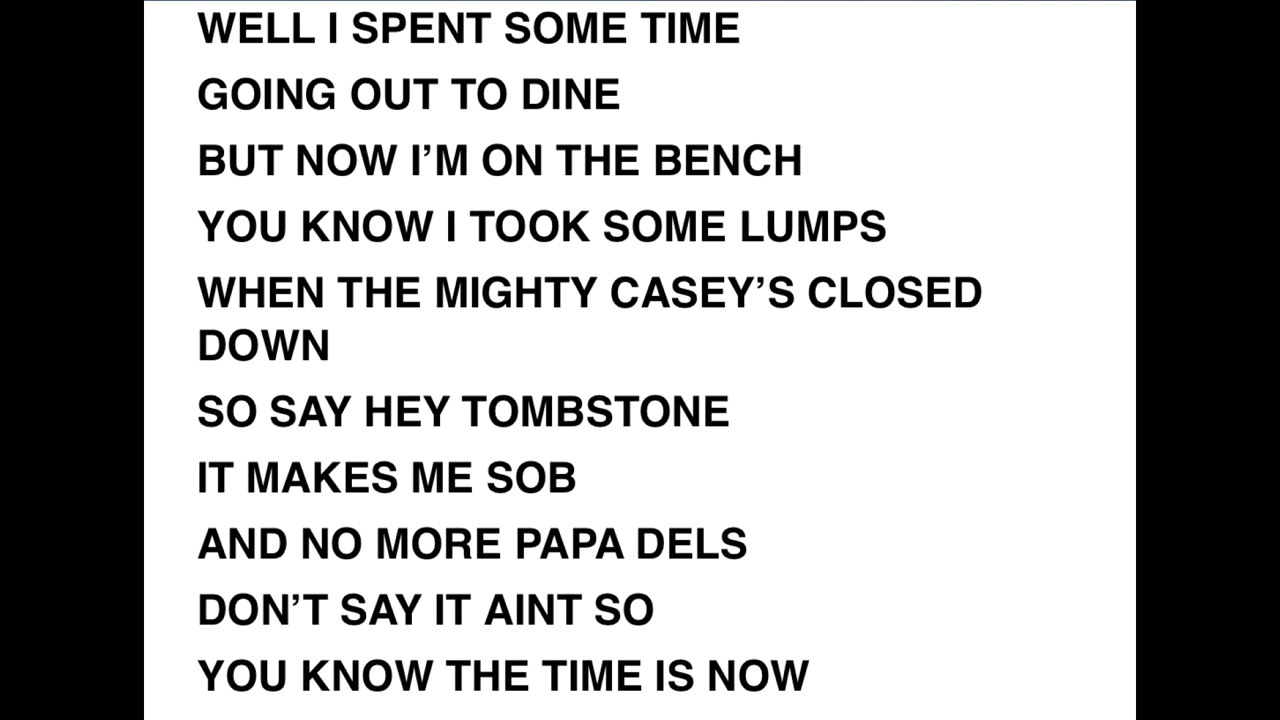 WELL I SPENT SOME TIME
GOING OUT TO DINE
BUT NOW I’M ON THE BENCH
YOU KNOW I TOOK SOME LUMPS
WHEN THE MIGHTY CASEY’S CLOSED
DOWN
SO SAY HEY TOMBSTONE
IT MAKES ME SOB
AND NO MORE PAPA DELS
DON’T SAY IT AINT SO
YOU KNOW THE TIME IS NOW